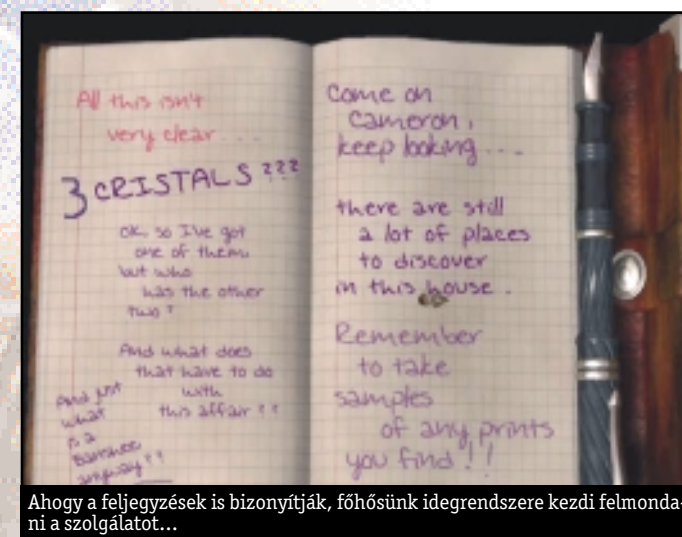 All this isn't
very clear...
3 CRISTALS ???
OK, so I've got
one of them.
but who
has the other
two ?
And what does
that have to do
with
this affair ! !
And just
what
is a
banshee
anyway ? ?
Come on
Cameron,
keep looking ...
there are still
a lot of places
to discover
in this house .
Remember
to take
samples
of any prints
you find ! !
Ahogy a feljegyzések is bizonyítják, főhősünk idegrendszere kezdi felmonda-
ni a szolgálatot...